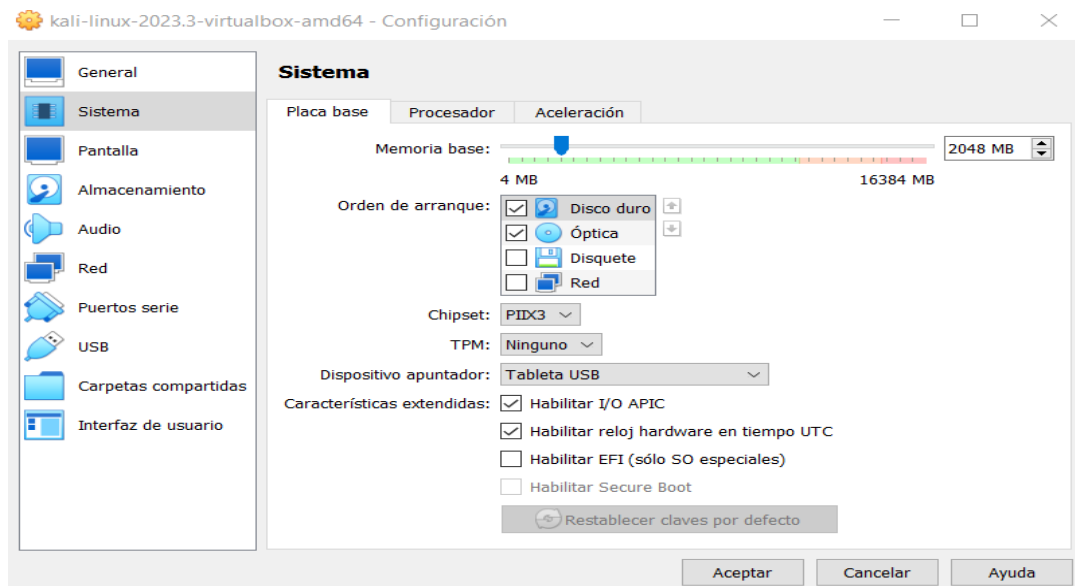 kali-linux-2023.3-virtualbox-amd64 - Configuración
General
Sistema
Pantalla
Almacenamiento
Audio
Red
Puertos serie
USB
Carpetas compartidas
Interfaz de usuario
Sistema
Placa base Procesador Aceleración
Memoria base: 2048 MB
4 MB 16384 MB
Orden de arranque: Disco duro
Óptica
Disquete
Red
Chipset: PIIX3
TPM: Ninguno
Dispositivo apuntador: Tableta USB
Características extendidas: Habilitar I/O APIC
Habilitar reloj hardware en tiempo UTC
Habilitar EFI (sólo SO especiales)
Habilitar Secure Boot
Restablecer claves por defecto
Aceptar Cancelar Ayuda